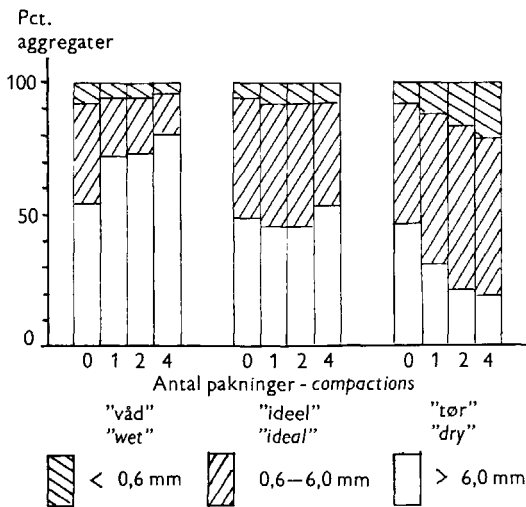 Pct.
aggregater
100
50
0
0 1 2 4 0 1 2 4 0 1 2 4
Antal pakninger - compactions
"våd" "ideel" "tør"
"wet" "ideal" "dry"
< 0,6 mm 0,6—6,0 mm > 6,0 mm